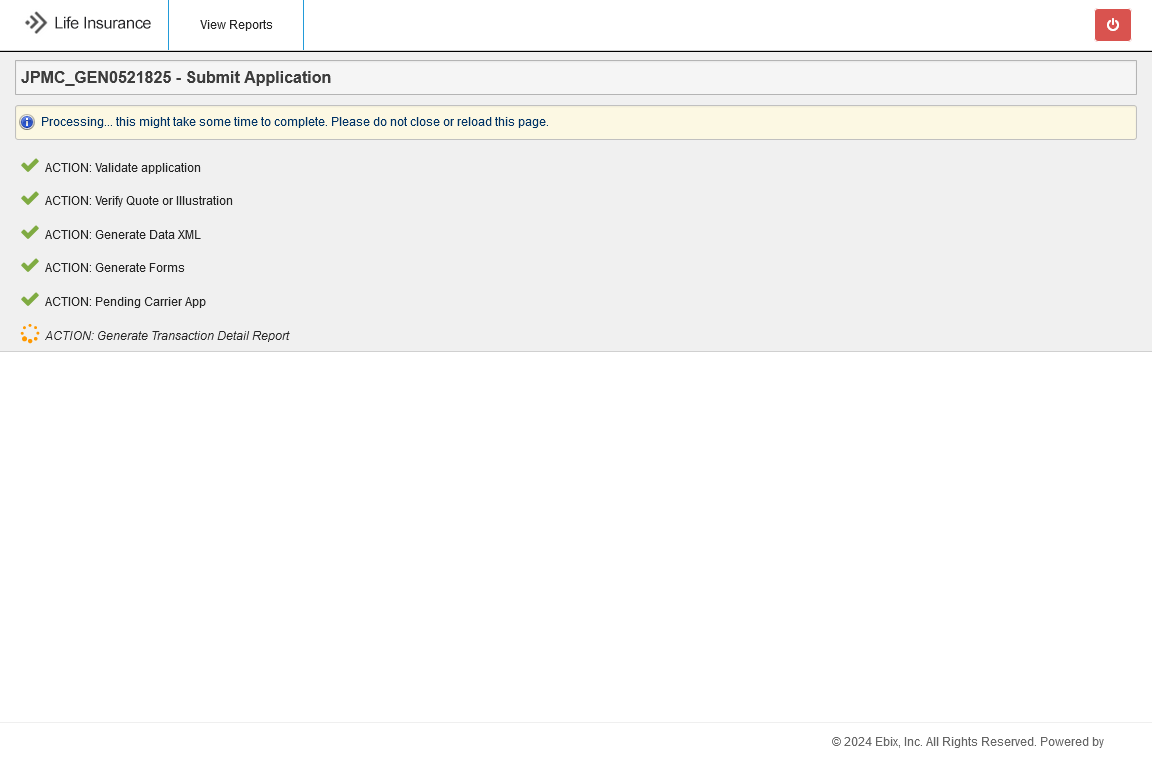 Life Insurance
View Reports
JPMC_GEN0521825 - Submit Application
Processing... this might take some time to complete. Please do not close or reload this page.
ACTION: Validate application
ACTION: Verify Quote or Illustration
ACTION: Generate Data XML
ACTION: Generate Forms
ACTION: Pending Carrier App
ACTION: Generate Transaction Detail Report
© 2024 Ebix, Inc. All Rights Reserved. Powered by